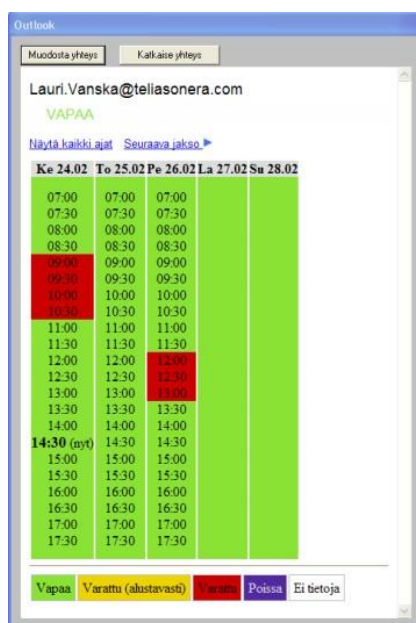 Outlook
Muodosta yhteys Katkaise yhteys
Lauri.Vanska@teliasonera.com
VAPAA
Näytä kaikki ajat Seuraava jakso
Ke 24.02 To 25.02 Pe 26.02 La 27.02 Su 28.02
07:00 07:00 07:00
07:30 07:30 07:30
08:00 08:00 08:00
08:30 08:30 08:30
09:00 09:00 09:00
09:30 09:30 09:30
10:00 10:00 10:00
10:30 10:30 10:30
11:00 11:00 11:00
11:30 11:30 11:30
12:00 12:00 12:00
12:30 12:30 12:30
13:00 13:00 13:00
13:30 13:30 13:30
14:00 14:00 14:00
14:30 (nyt) 14:30 14:30
15:00 15:00 15:00
15:30 15:30 15:30
16:00 16:00 16:00
16:30 16:30 16:30
17:00 17:00 17:00
17:30 17:30 17:30
Vapaa Varattu (alustavasti) Varattu Poissa Ei tietoja